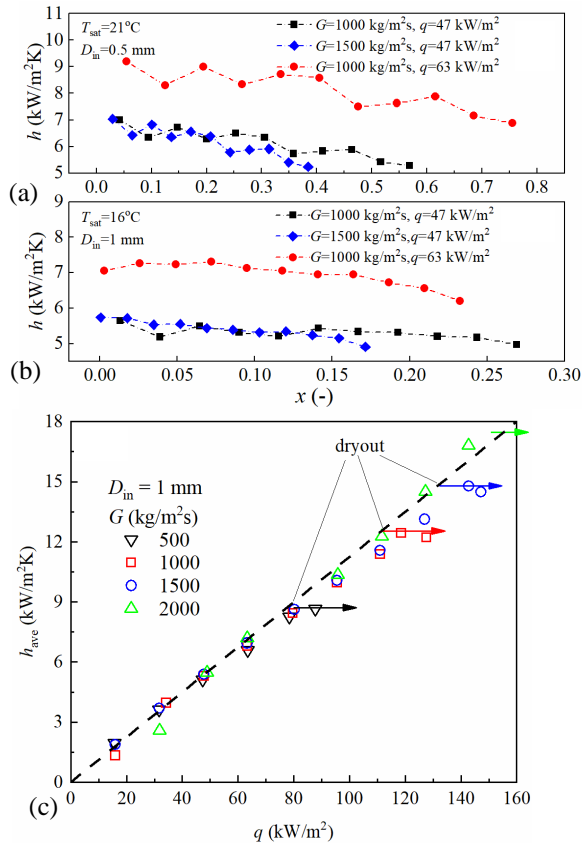 T_sat=21°C
D_in=0.5 mm
G=1000 kg/m²s, q=47 kW/m²
G=1500 kg/m²s, q=47 kW/m²
G=1000 kg/m²s, q=63 kW/m²
h (kW/m²K)
10
9
8
7
6
5
0.0 0.1 0.2 0.3 0.4 0.5 0.6 0.7 0.8
(a)
T_sat=16°C
D_in=1 mm
G=1000 kg/m²s, q=47 kW/m²
G=1500 kg/m²s, q=47 kW/m²
G=1000 kg/m²s,q=63 kW/m²
h (kW/m²K)
9
8
7
6
5
0.00 0.05 0.10 0.15 0.20 0.25 0.30
(b)
x (-)
18
15
12
9
6
3
0
h_ave (kW/m²K)
dryout
D_in = 1 mm
G (kg/m²s)
500
1000
1500
2000
0 20 40 60 80 100 120 140 160
(c)
q (kW/m²)